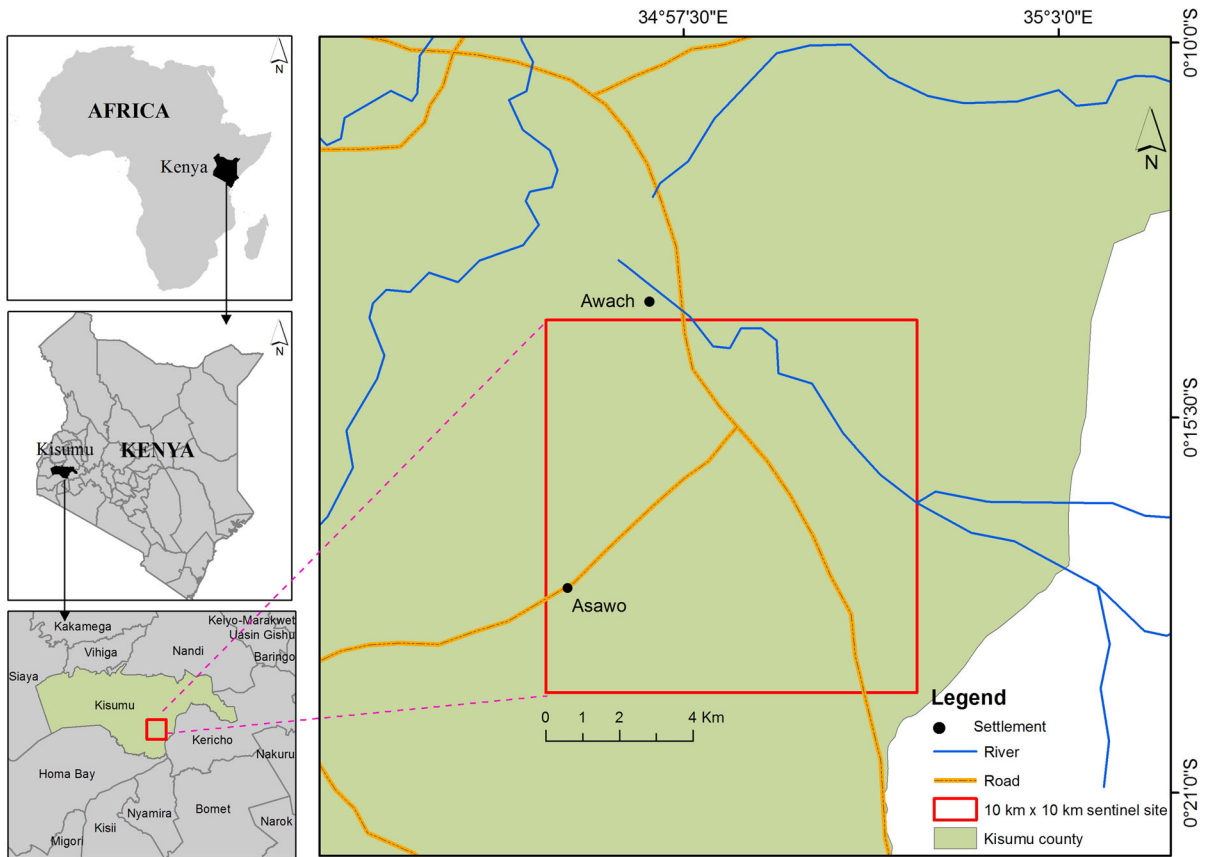 AFRICA
Kenya
N
KENYA
Kisumu
N
Kakamega
Keiyo-Marakwet
Uasin Gishu
Vihiga
Nandi
Baringo
Siaya
Kisumu
Kericho
Nakuru
Homa Bay
Nyamira
Bomet
Kisii
Narok
Migori
34°57'30"E
35°3'0"E
0°10'0"S
N
Awach
0°15'30"S
Asawo
0 1 2 4 Km
0°21'0"S
Legend
Settlement
River
Road
10 km x 10 km sentinel site
Kisumu county